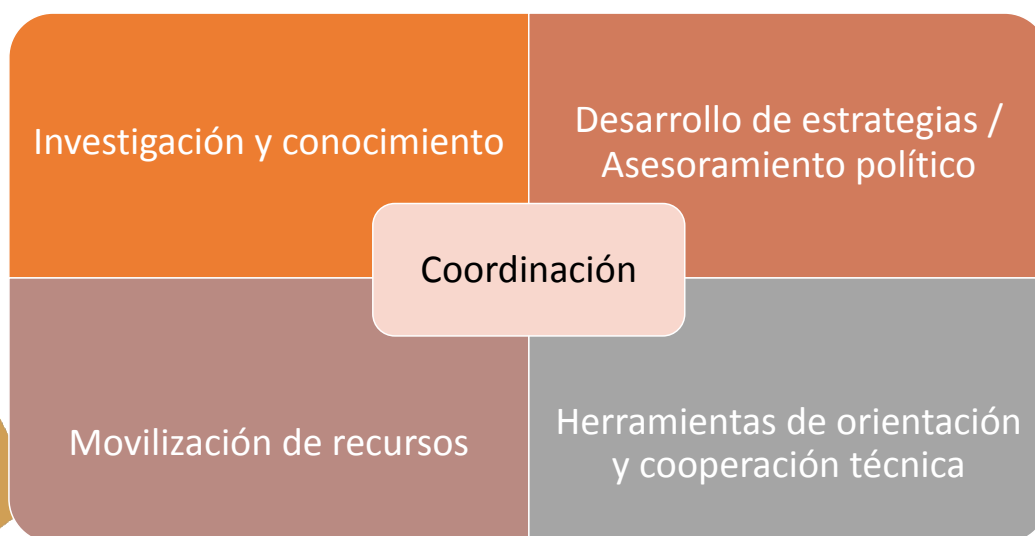 Investigación y conocimiento
Desarrollo de estrategias /
Asesoramiento político
Coordinación
Movilización de recursos
Herramientas de orientación
y cooperación técnica